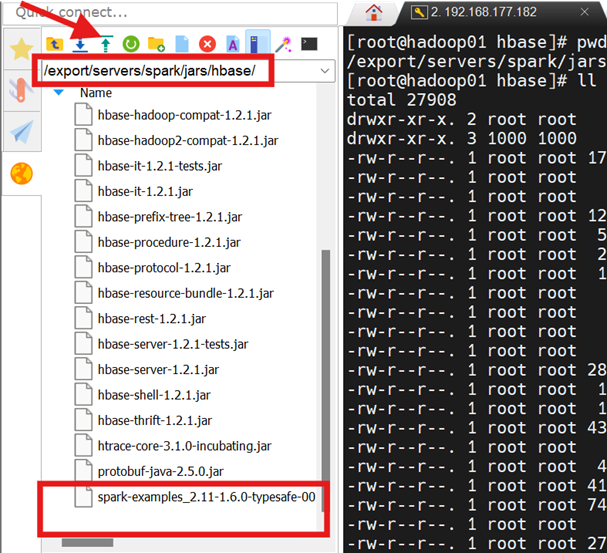 Quick connect...
2. 192.168.177.182
/export/servers/spark/jars/hbase/
Name
hbase-hadoop-compat-1.2.1.jar
hbase-hadoop2-compat-1.2.1.jar
hbase-it-1.2.1-tests.jar
hbase-it-1.2.1.jar
hbase-prefix-tree-1.2.1.jar
hbase-procedure-1.2.1.jar
hbase-protocol-1.2.1.jar
hbase-resource-bundle-1.2.1.jar
hbase-rest-1.2.1.jar
hbase-server-1.2.1-tests.jar
hbase-server-1.2.1.jar
hbase-shell-1.2.1.jar
hbase-thrift-1.2.1.jar
htrace-core-3.1.0-incubating.jar
protobuf-java-2.5.0.jar
spark-examples_2.11-1.6.0-typesafe-00
[root@hadoop01 hbase]# pwd
/export/servers/spark/jars
[root@hadoop01 hbase]# ll
total 27908
drwxr-xr-x. 2 root root
drwxr-xr-x. 3 1000 1000
-rw-r--r--. 1 root root 17
-rw-r--r--. 1 root root
-rw-r--r--. 1 root root
-rw-r--r--. 1 root root 12
-rw-r--r--. 1 root root 5
-rw-r--r--. 1 root root 2
-rw-r--r--. 1 root root 1
-rw-r--r--. 1 root root
-rw-r--r--. 1 root root
-rw-r--r--. 1 root root
-rw-r--r--. 1 root root 28
-rw-r--r--. 1 root root 1
-rw-r--r--. 1 root root 1
-rw-r--r--. 1 root root 43
-rw-r--r--. 1 root root
-rw-r--r--. 1 root root 4
-rw-r--r--. 1 root root 41
-rw-r--r--. 1 root root 74
-rw-r--r--. 1 root root
-rw-r--r--. 1 root root 27